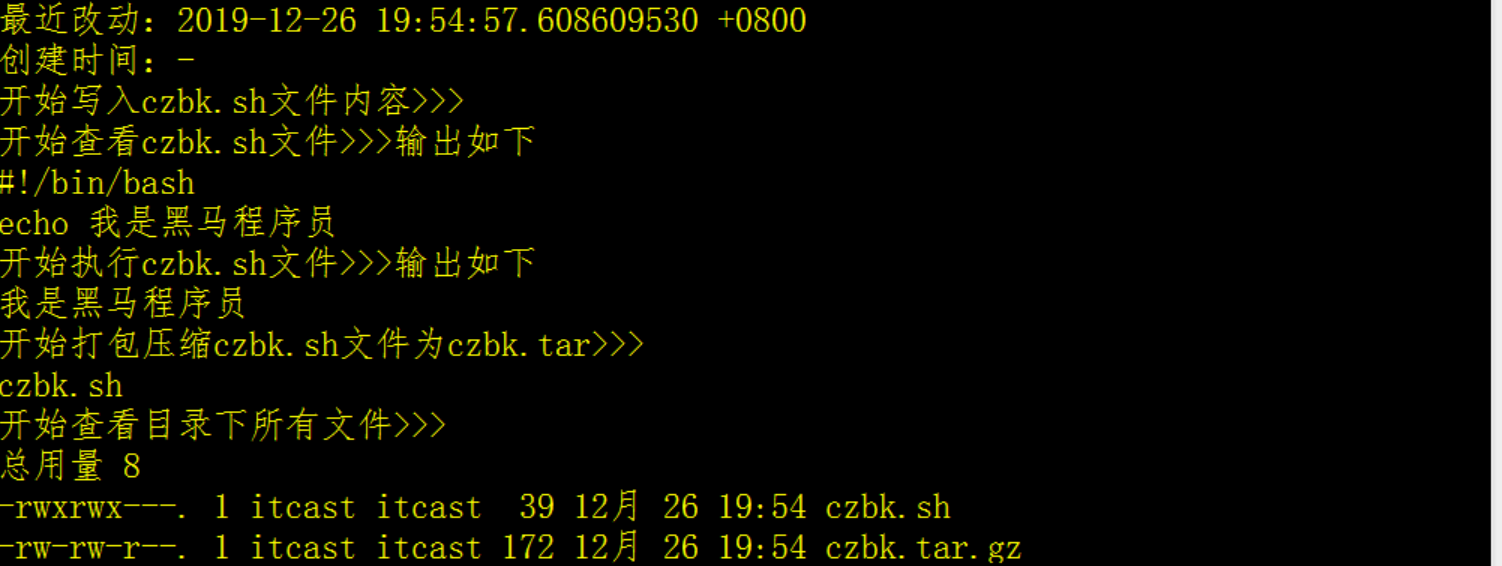 最近改动：2019-12-26 19:54:57.608609530 +0800
创建时间：-
开始写入czbk.sh文件内容>>>
开始查看czbk.sh文件>>>输出如下
#!/bin/bash
echo 我是黑马程序员
开始执行czbk.sh文件>>>输出如下
我是黑马程序员
开始打包压缩czbk.sh文件为czbk.tar>>>
czbk.sh
开始查看目录下所有文件>>>
总用量 8
-rwxrwx---. 1 itcast itcast  39 12月 26 19:54 czbk.sh
-rw-rw-r--. 1 itcast itcast 172 12月 26 19:54 czbk.tar.gz